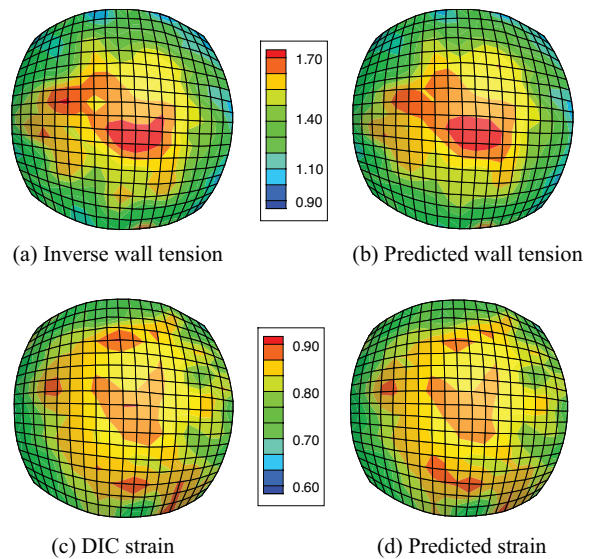 1.70
1.40
1.10
0.90
(a) Inverse wall tension
(b) Predicted wall tension
0.90
0.80
0.70
0.60
(c) DIC strain
(d) Predicted strain